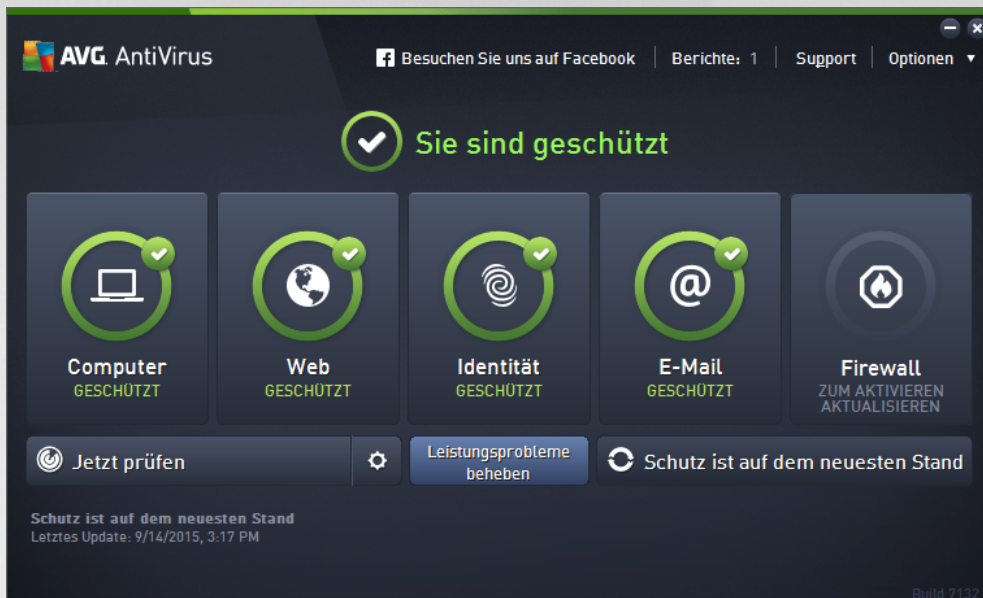 AVG. AntiVirus
Besuchen Sie uns auf Facebook
Berichte: 1
Support
Optionen
Sie sind geschützt
Computer
GESCHÜTZT
Web
GESCHÜTZT
Identität
GESCHÜTZT
E-Mail
GESCHÜTZT
Firewall
ZUM AKTIVIEREN
AKTUALISIEREN
Jetzt prüfen
Leistungsprobleme
beheben
Schutz ist auf dem neuesten Stand
Schutz ist auf dem neuesten Stand
Letztes Update: 9/14/2015, 3:17 PM
Build 7132